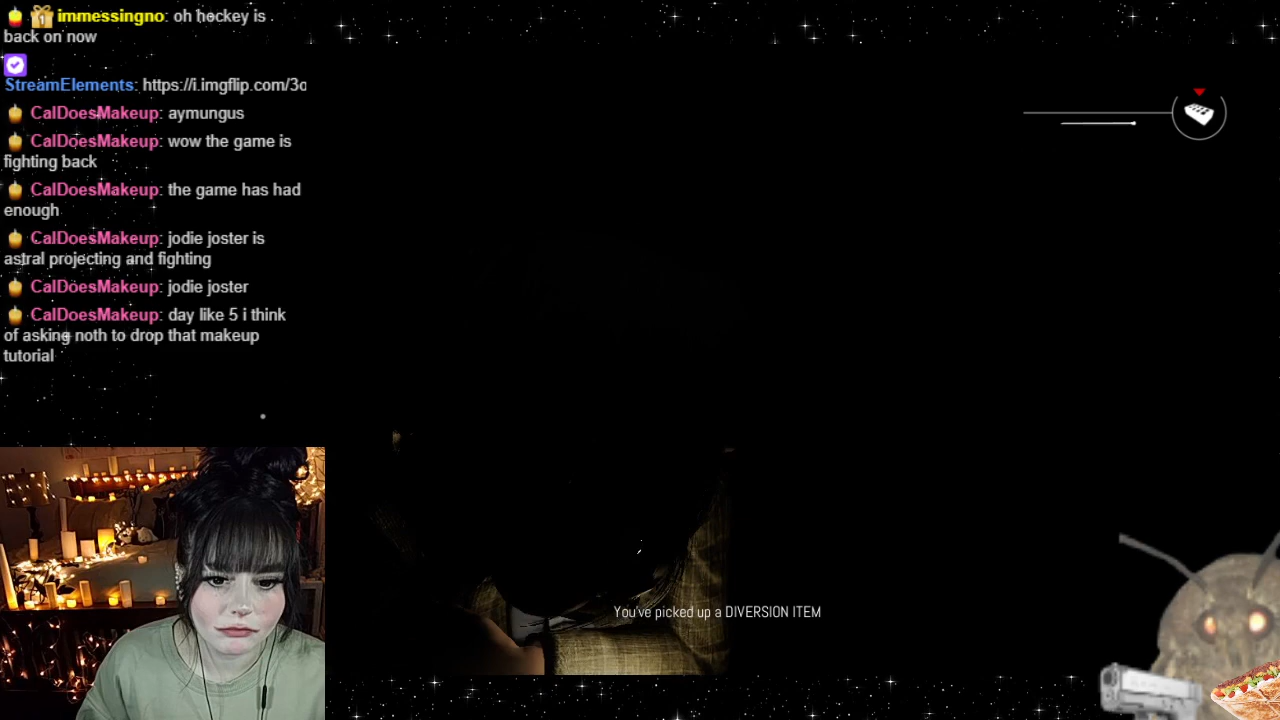 immessingno: oh hockey is
back on now
StreamElements: https://i.imgflip.com/3
CalDoesMakeup: aymungus
CalDoesMakeup: wow the game is
fighting back
CalDoesMakeup: the game has had
enough
CalDoesMakeup: jodie joster is
astral projecting and fighting
CalDoesMakeup: jodie joster
CalDoesMakeup: day like 5 i think
of asking noth to drop that makeup
tutorial
You've picked up a DIVERSION ITEM